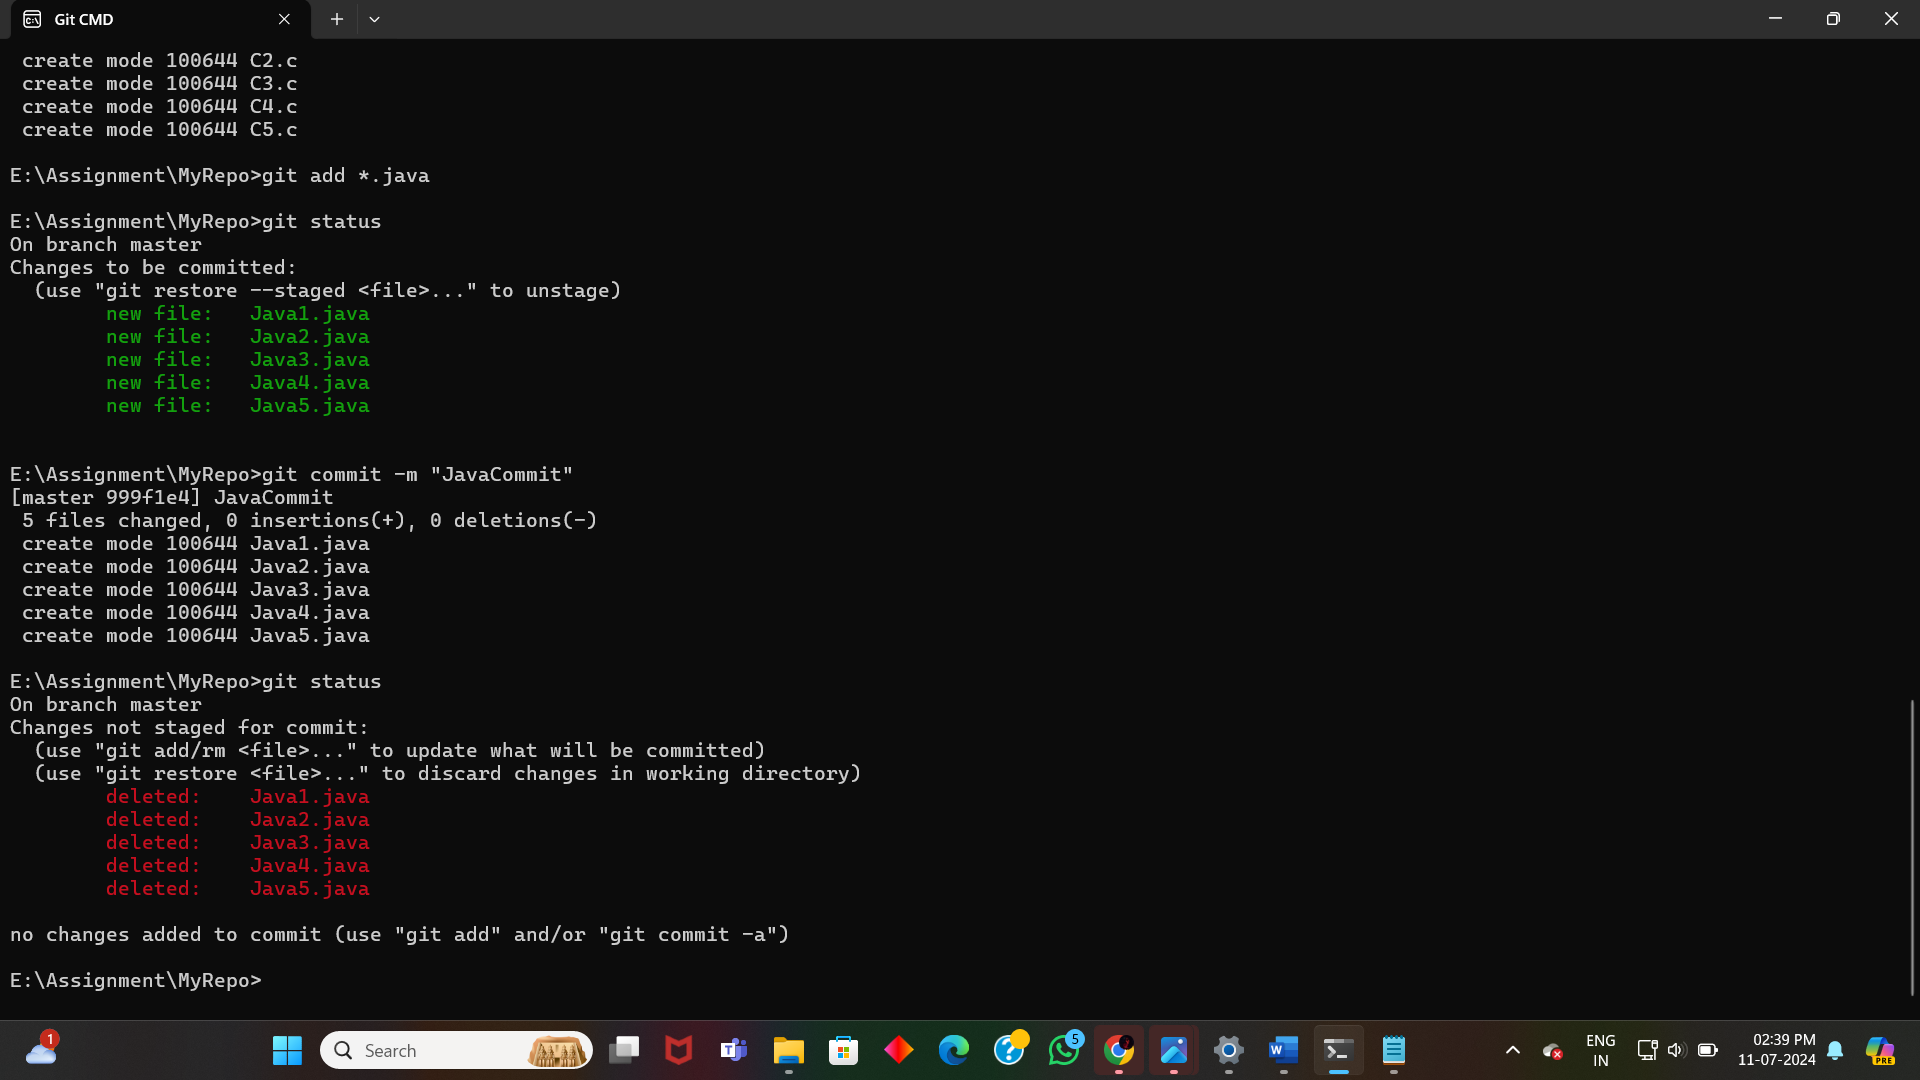 Git CMD
create mode 100644 C2.c
create mode 100644 C3.c
create mode 100644 C4.c
create mode 100644 C5.c
E:\Assignment\MyRepo>git add *.java
E:\Assignment\MyRepo>git status
On branch master
Changes to be committed:
  (use "git restore --staged <file>..." to unstage)
        new file:   Java1.java
        new file:   Java2.java
        new file:   Java3.java
        new file:   Java4.java
        new file:   Java5.java
E:\Assignment\MyRepo>git commit -m "JavaCommit"
[master 999f1e4] JavaCommit
 5 files changed, 0 insertions(+), 0 deletions(-)
 create mode 100644 Java1.java
 create mode 100644 Java2.java
 create mode 100644 Java3.java
 create mode 100644 Java4.java
 create mode 100644 Java5.java
E:\Assignment\MyRepo>git status
On branch master
Changes not staged for commit:
  (use "git add/rm <file>..." to update what will be committed)
  (use "git restore <file>..." to discard changes in working directory)
        deleted:    Java1.java
        deleted:    Java2.java
        deleted:    Java3.java
        deleted:    Java4.java
        deleted:    Java5.java
no changes added to commit (use "git add" and/or "git commit -a")
E:\Assignment\MyRepo>
1
Search
5
ENG
IN
02:39 PM
11-07-2024
PRE